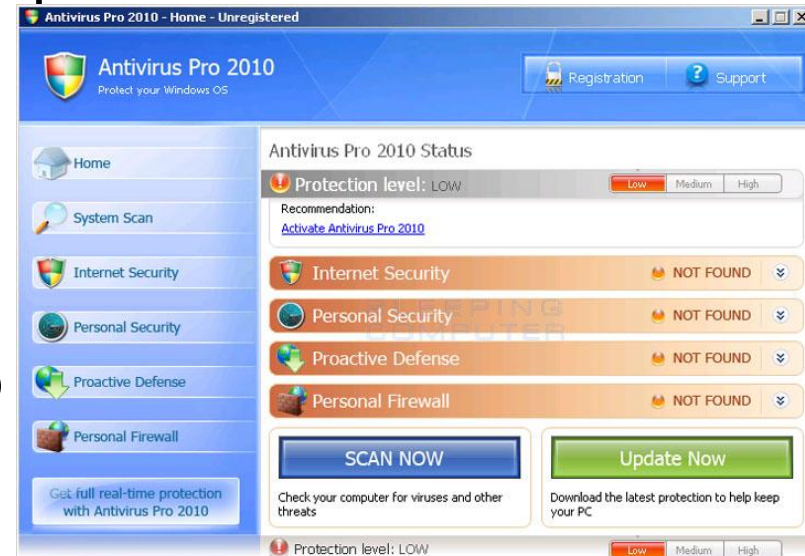 Antivirus Pro 2010 - Home - Unregistered
Antivirus Pro 2010
Protect your Windows OS
Registration
Support
Home
System Scan
Internet Security
Personal Security
Proactive Defense
Personal Firewall
Get full real-time protection
with Antivirus Pro 2010
Antivirus Pro 2010 Status
Protection level: LOW
Low Medium High
Recommendation:
Activate Antivirus Pro 2010
Internet Security NOT FOUND
Personal Security NOT FOUND
BLEEPING
COMPUTER
Proactive Defense NOT FOUND
Personal Firewall NOT FOUND
SCAN NOW
Check your computer for viruses and other
threats
Update Now
Download the latest protection to help keep
your PC
Protection level: LOW
Low Medium High